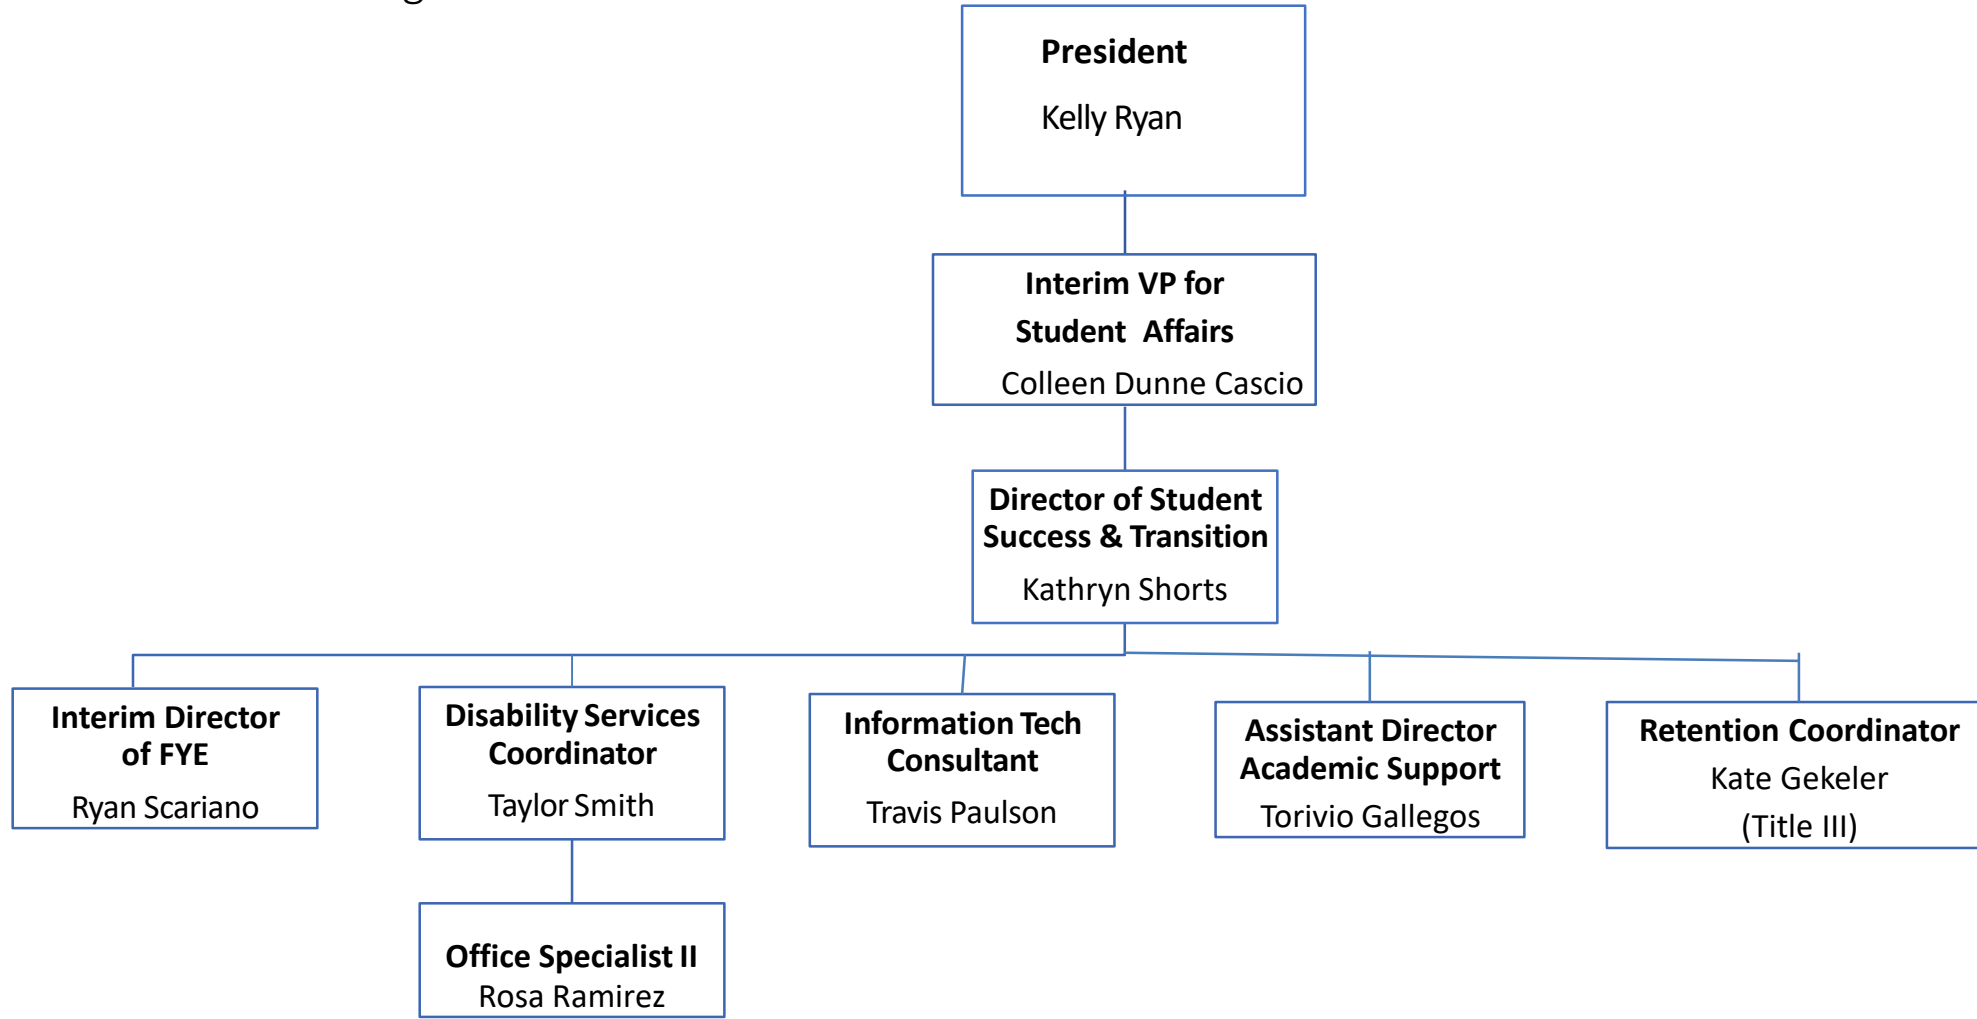 President
Kelly Ryan
Interim VP for
Student Affairs
Colleen Dunne Cascio
Director of Student
Success & Transition
Kathryn Shorts
Interim Director
of FYE
Ryan Scariano
Disability Services
Coordinator
Taylor Smith
Information Tech
Consultant
Travis Paulson
Assistant Director
Academic Support
Torivio Gallegos
Retention Coordinator
Kate Gekeler
(Title III)
Office Specialist II
Rosa Ramirez